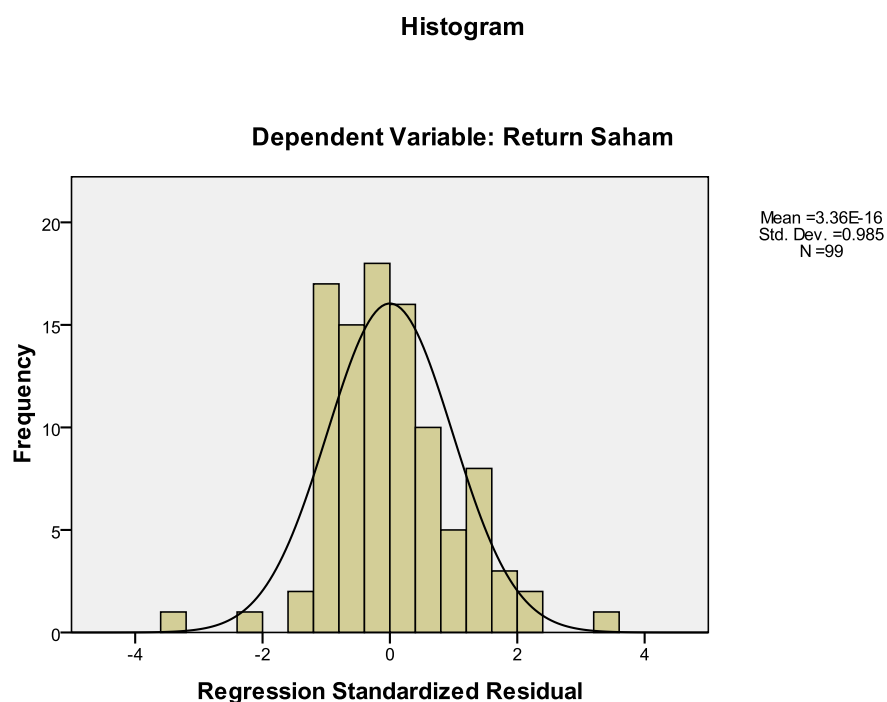 Histogram
Dependent Variable: Return Saham
Mean =3.36E-16
Std. Dev. =0.985
N =99
20
15
10
5
0
Frequency
-4 -2 0 2 4
Regression Standardized Residual